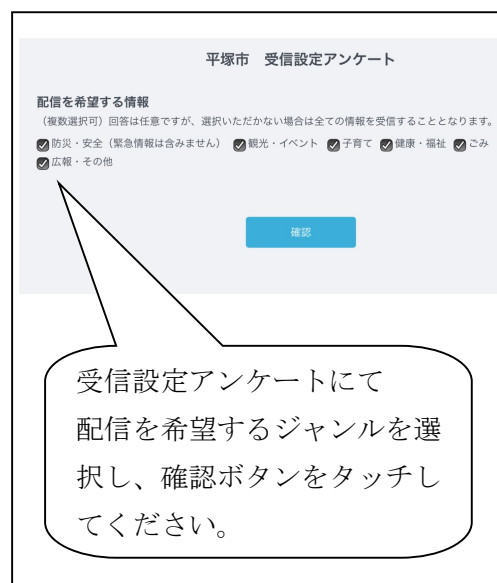 平塚市　受信設定アンケート
配信を希望する情報
（複数選択可）回答は任意ですが、選択いただかない場合は全ての情報を受信することとなります。
防災・安全（緊急情報は含みません） 観光・イベント 子育て 健康・福祉 ごみ
広報・その他
確認
受信設定アンケートにて
配信を希望するジャンルを選
択し、確認ボタンをタッチし
てください。